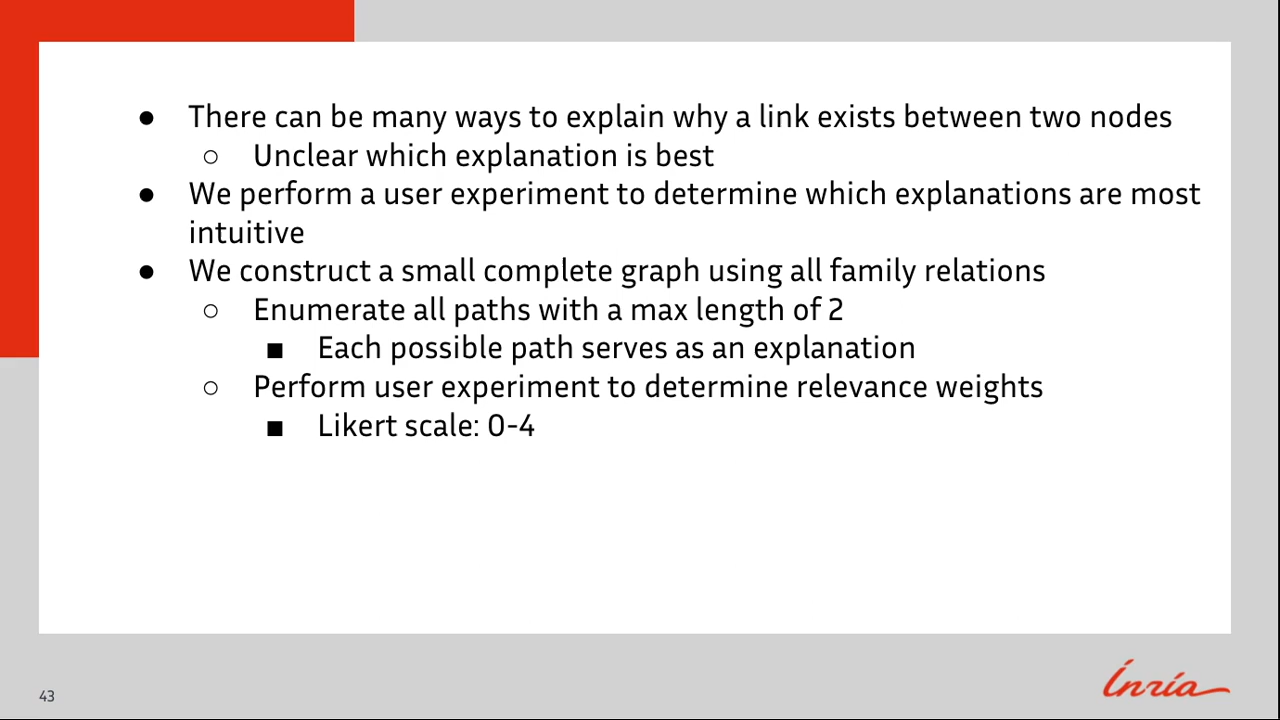 ● There can be many ways to explain why a link exists between two nodes
○ Unclear which explanation is best
● We perform a user experiment to determine which explanations are most
intuitive
● We construct a small complete graph using all family relations
○ Enumerate all paths with a max length of 2
■ Each possible path serves as an explanation
○ Perform user experiment to determine relevance weights
■ Likert scale: 0-4
43
Inría